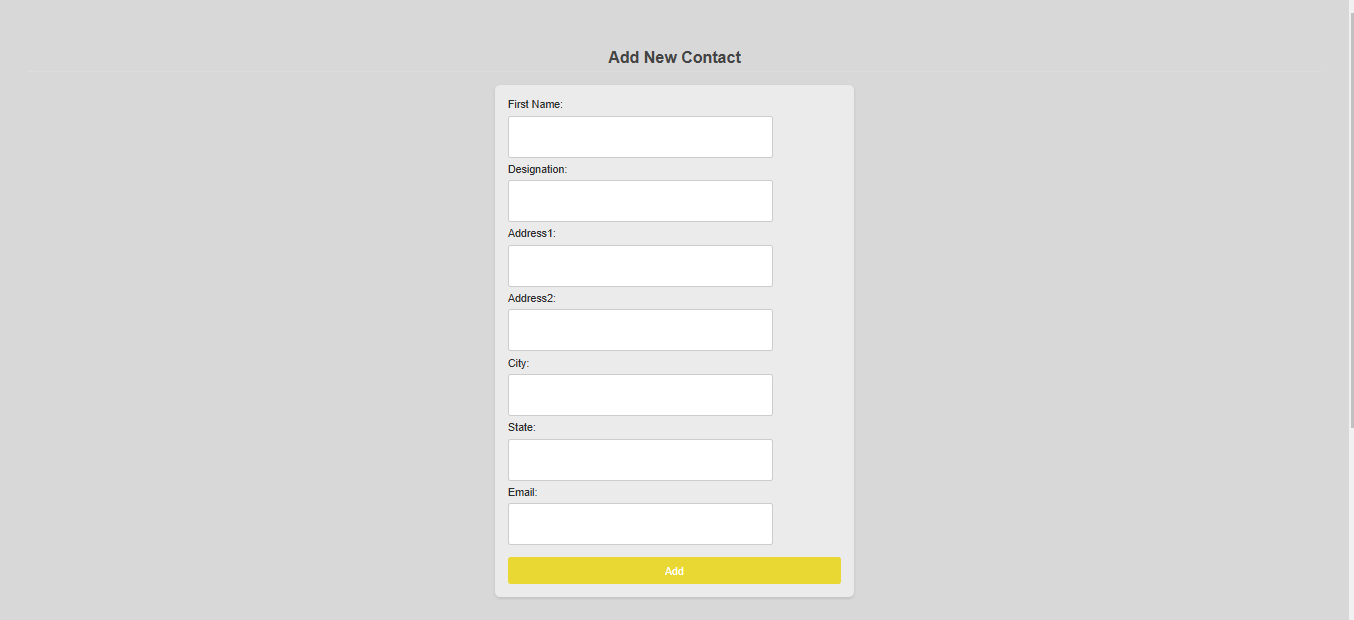 Add New Contact
First Name:
Designation:
Address1:
Address2:
City:
State:
Email:
Add